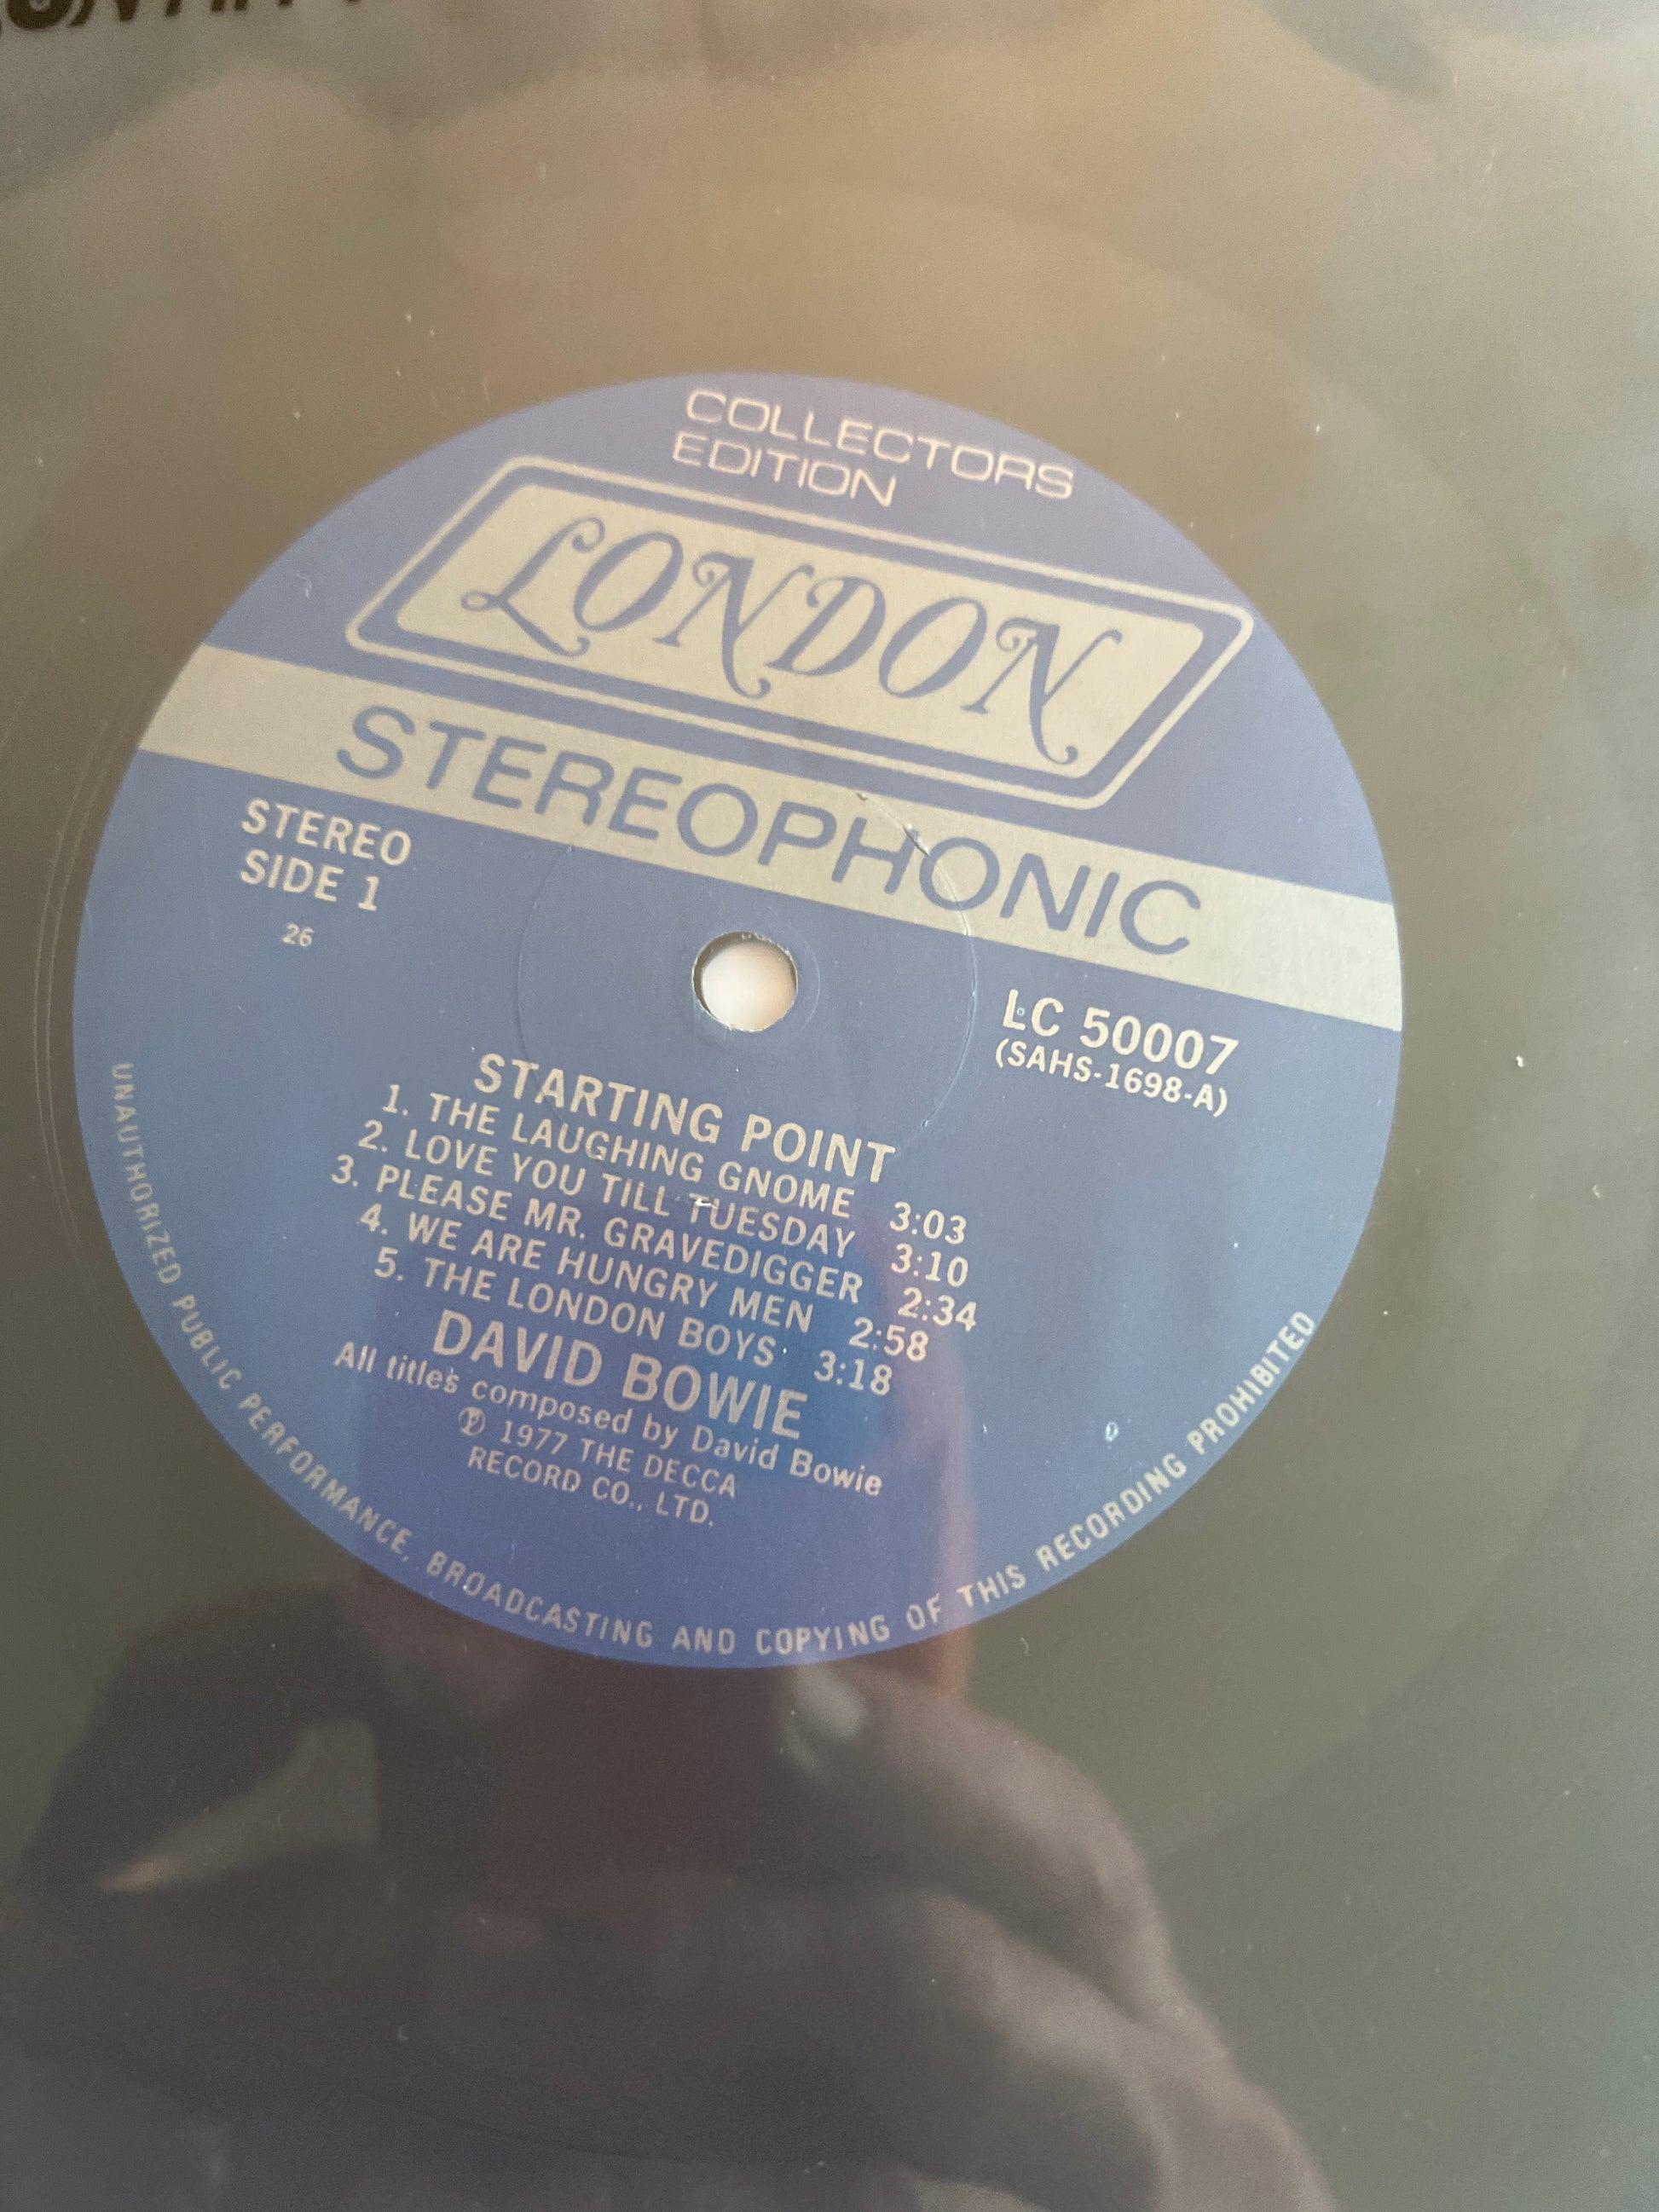 COLLECTORS
EDITION
LONDON
STEREOPHONIC
STEREO
SIDE 1
26
LC 50007
(SAHS-1698-A)
STARTING POINT
1. THE LAUGHING GNOME 3:03
2. LOVE YOU TILL TUESDAY 3:10
3. PLEASE MR. GRAVEDIGGER 2:34
4. WE ARE HUNGRY MEN 2:58
5. THE LONDON BOYS 3:18
DAVID BOWIE
All titles composed by David Bowie
℗ 1977 THE DECCA
RECORD CO., LTD.
UNAUTHORIZED PUBLIC PERFORMANCE, BROADCASTING AND COPYING OF THIS RECORDING PROHIBITED